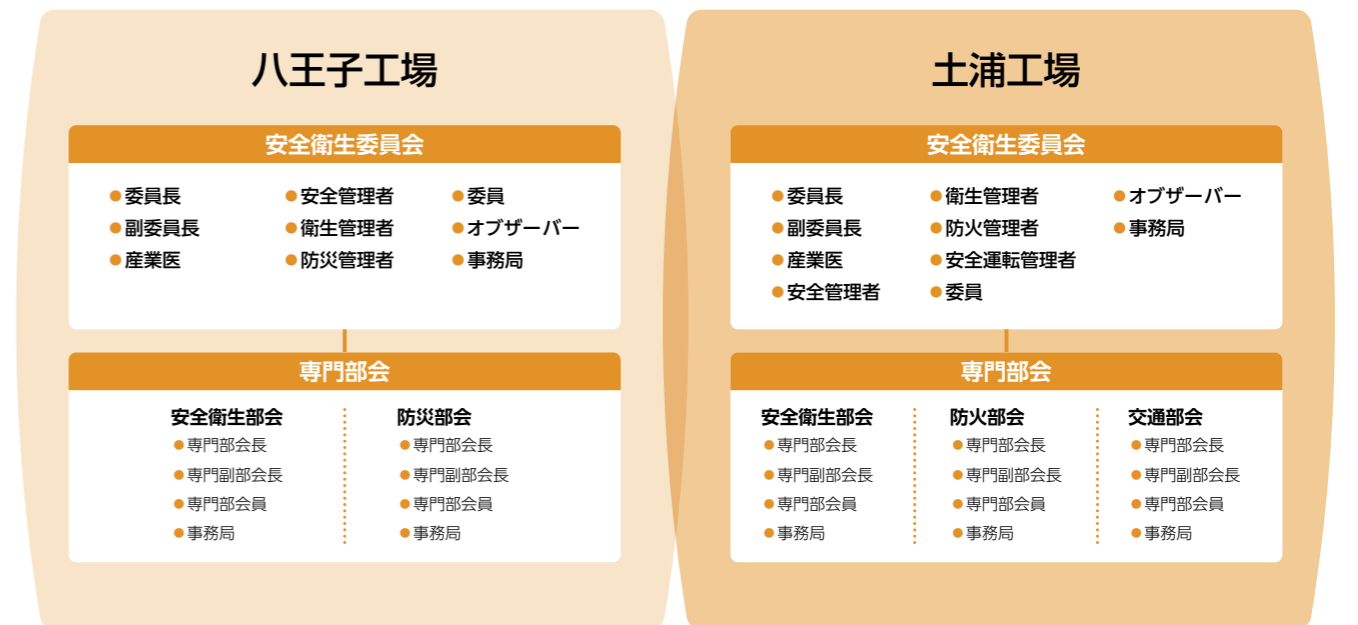 八王子工場
安全衛生委員会
●委員長
●副委員長
●産業医
●安全管理者
●衛生管理者
●防災管理者
●委員
●オブザーバー
●事務局
専門部会
安全衛生部会
●専門部会長
●専門副部会長
●専門部会員
●事務局
防災部会
●専門部会長
●専門副部会長
●専門部会員
●事務局
土浦工場
安全衛生委員会
●委員長
●副委員長
●産業医
●安全管理者
●衛生管理者
●防火管理者
●安全運転管理者
●委員
●オブザーバー
●事務局
専門部会
安全衛生部会
●専門部会長
●専門副部会長
●専門部会員
●事務局
防火部会
●専門部会長
●専門副部会長
●専門部会員
●事務局
交通部会
●専門部会長
●専門副部会長
●専門部会員
●事務局